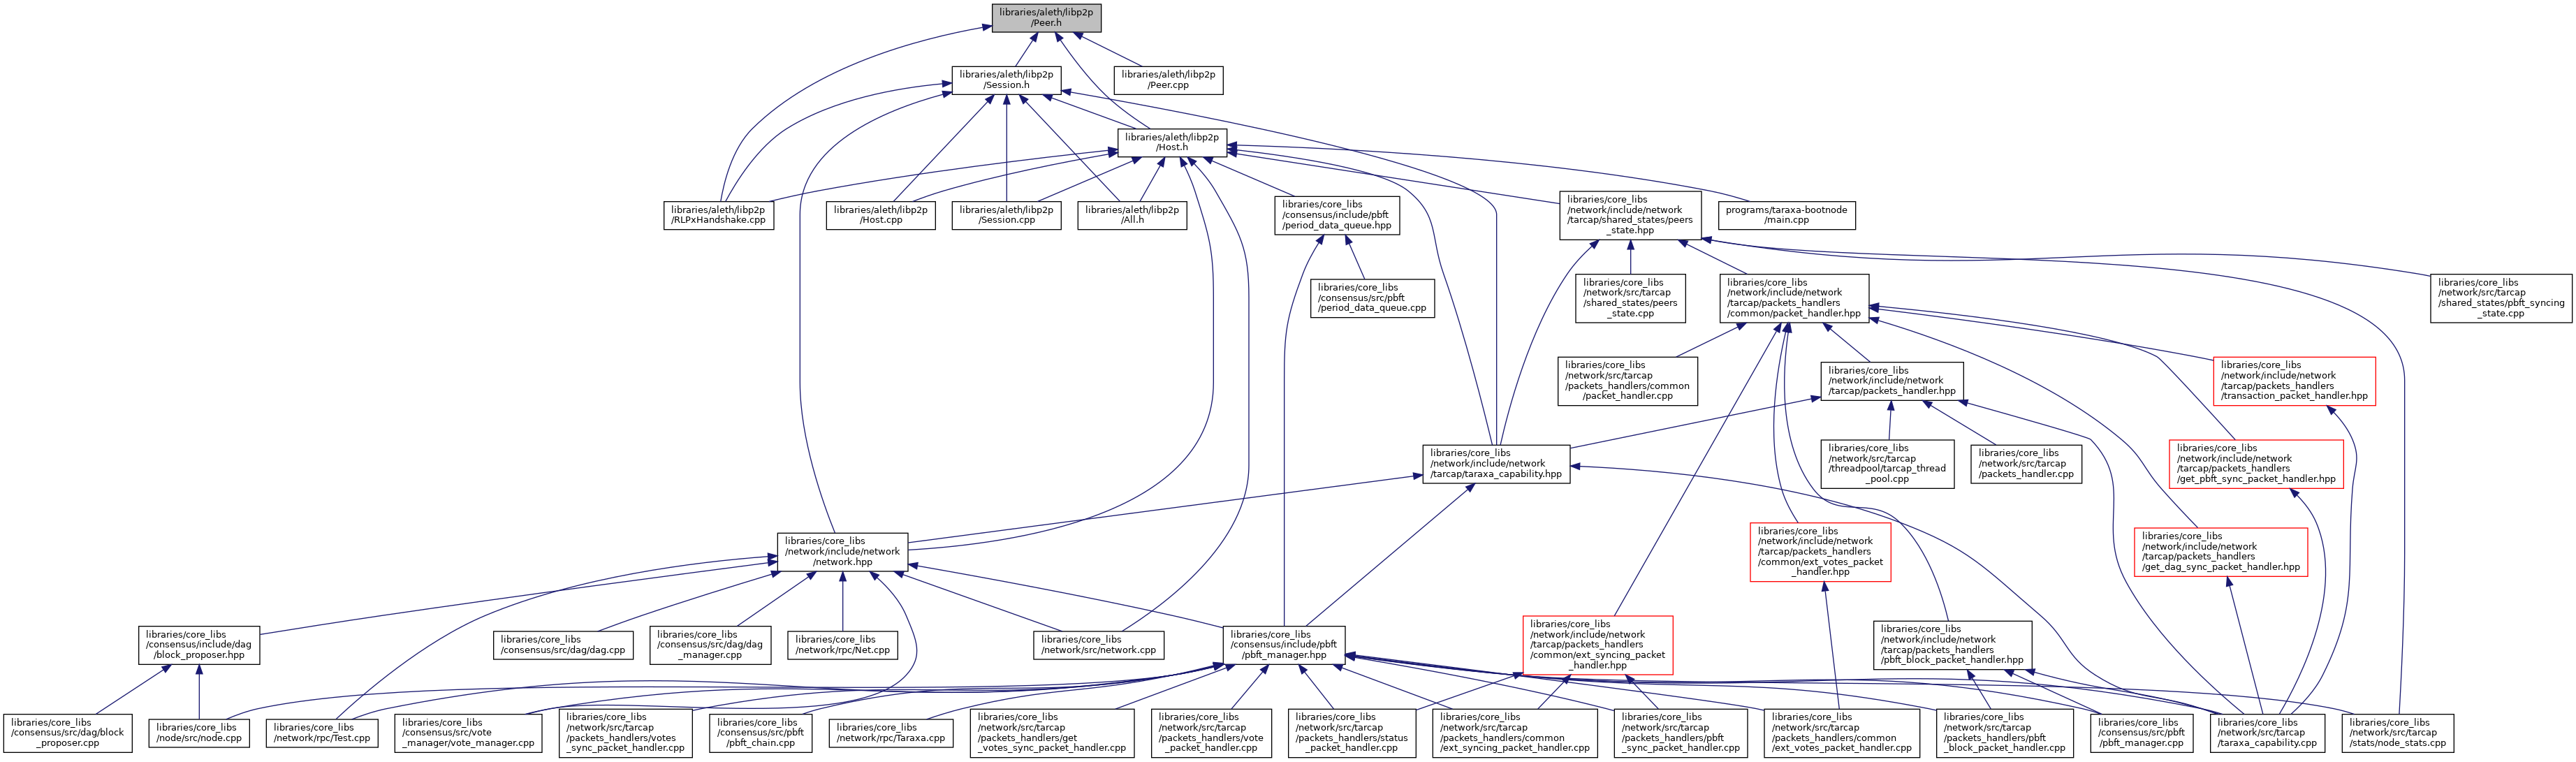 libraries/aleth/libp2p
/Peer.h
libraries/aleth/libp2p
/Session.h
libraries/aleth/libp2p
/Peer.cpp
libraries/aleth/libp2p
/Host.h
libraries/aleth/libp2p
/RLPxHandshake.cpp
libraries/aleth/libp2p
/Host.cpp
libraries/aleth/libp2p
/Session.cpp
libraries/aleth/libp2p
/All.h
libraries/core_libs
/consensus/include/pbft
/period_data_queue.hpp
libraries/core_libs
/network/include/network
/tarcap/shared_states/peers
_state.hpp
programs/taraxa-bootnode
/main.cpp
libraries/core_libs
/consensus/src/pbft
/period_data_queue.cpp
libraries/core_libs
/network/src/tarcap
/shared_states/peers
_state.cpp
libraries/core_libs
/network/include/network
/tarcap/packets_handlers
/common/packet_handler.hpp
libraries/core_libs
/network/src/tarcap
/shared_states/pbft_syncing
_state.cpp
libraries/core_libs
/network/src/tarcap
/packets_handlers/common
/packet_handler.cpp
libraries/core_libs
/network/include/network
/tarcap/packets_handler.hpp
libraries/core_libs
/network/include/network
/tarcap/packets_handlers
/transaction_packet_handler.hpp
libraries/core_libs
/network/include/network
/tarcap/taraxa_capability.hpp
libraries/core_libs
/network/src/tarcap
/threadpool/tarcap_thread
_pool.cpp
libraries/core_libs
/network/src/tarcap
/packets_handler.cpp
libraries/core_libs
/network/include/network
/tarcap/packets_handlers
/get_pbft_sync_packet_handler.hpp
libraries/core_libs
/network/include/network
/network.hpp
libraries/core_libs
/network/include/network
/tarcap/packets_handlers
/common/ext_votes_packet
_handler.hpp
libraries/core_libs
/network/include/network
/tarcap/packets_handlers
/get_dag_sync_packet_handler.hpp
libraries/core_libs
/consensus/include/dag
/block_proposer.hpp
libraries/core_libs
/consensus/src/dag/dag.cpp
libraries/core_libs
/consensus/src/dag/dag
_manager.cpp
libraries/core_libs
/network/rpc/Net.cpp
libraries/core_libs
/network/src/network.cpp
libraries/core_libs
/consensus/include/pbft
/pbft_manager.hpp
libraries/core_libs
/network/include/network
/tarcap/packets_handlers
/common/ext_syncing_packet
_handler.hpp
libraries/core_libs
/network/include/network
/tarcap/packets_handlers
/pbft_block_packet_handler.hpp
libraries/core_libs
/consensus/src/dag/block
_proposer.cpp
libraries/core_libs
/node/src/node.cpp
libraries/core_libs
/network/rpc/Test.cpp
libraries/core_libs
/consensus/src/vote
_manager/vote_manager.cpp
libraries/core_libs
/network/src/tarcap
/packets_handlers/votes
_sync_packet_handler.cpp
libraries/core_libs
/consensus/src/pbft
/pbft_chain.cpp
libraries/core_libs
/network/rpc/Taraxa.cpp
libraries/core_libs
/network/src/tarcap
/packets_handlers/get
_votes_sync_packet_handler.cpp
libraries/core_libs
/network/src/tarcap
/packets_handlers/vote
_packet_handler.cpp
libraries/core_libs
/network/src/tarcap
/packets_handlers/status
_packet_handler.cpp
libraries/core_libs
/network/src/tarcap
/packets_handlers/common
/ext_syncing_packet_handler.cpp
libraries/core_libs
/network/src/tarcap
/packets_handlers/pbft
_sync_packet_handler.cpp
libraries/core_libs
/network/src/tarcap
/packets_handlers/common
/ext_votes_packet_handler.cpp
libraries/core_libs
/network/src/tarcap
/packets_handlers/pbft
_block_packet_handler.cpp
libraries/core_libs
/consensus/src/pbft
/pbft_manager.cpp
libraries/core_libs
/network/src/tarcap
/taraxa_capability.cpp
libraries/core_libs
/network/src/tarcap
/stats/node_stats.cpp